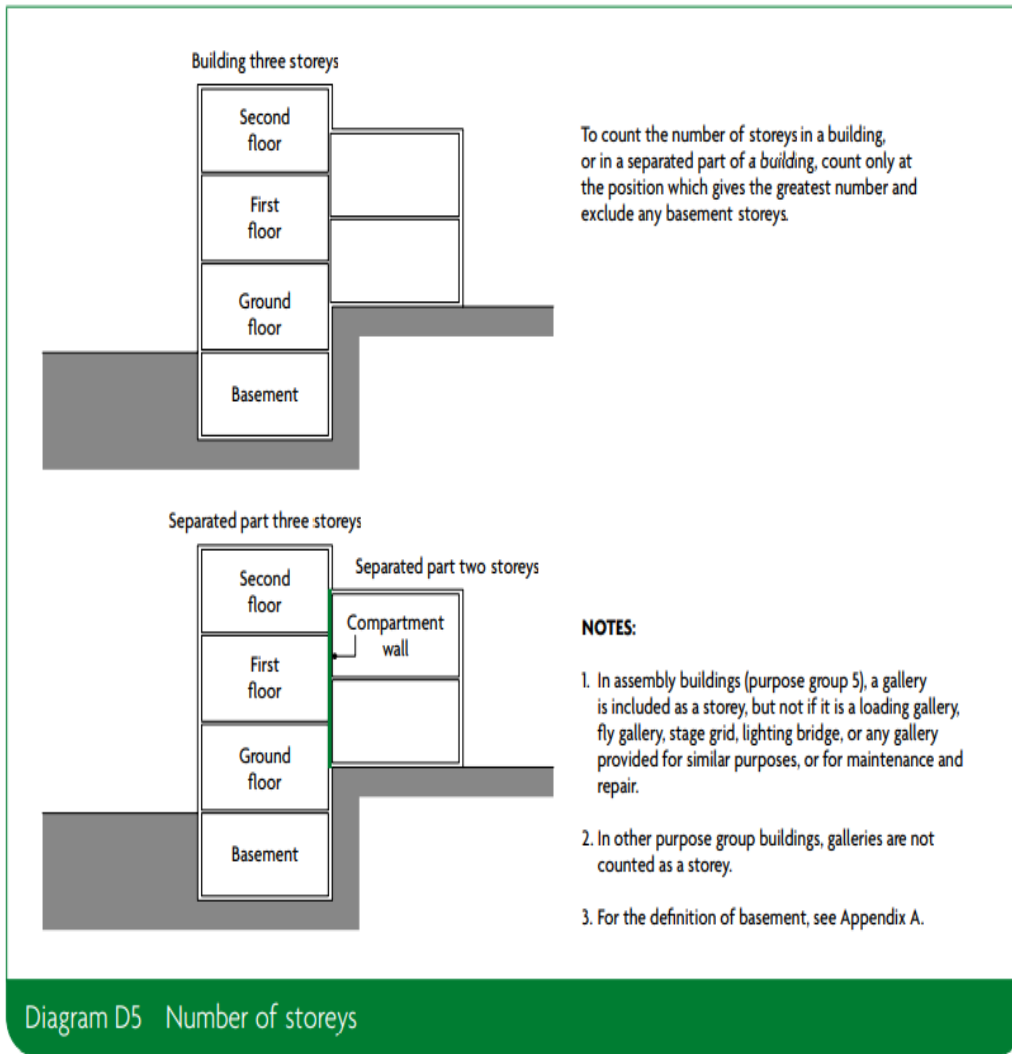 Building three storeys
Second
floor
First
floor
Ground
floor
Basement
To count the number of storeys in a building,
or in a separated part of a building, count only at
the position which gives the greatest number and
exclude any basement storeys.
Separated part three storeys
Separated part two storeys
Second
floor
Compartment
wall
First
floor
Ground
floor
Basement
NOTES:
1. In assembly buildings (purpose group 5), a gallery
is included as a storey, but not if it is a loading gallery,
fly gallery, stage grid, lighting bridge, or any gallery
provided for similar purposes, or for maintenance and
repair.
2. In other purpose group buildings, galleries are not
counted as a storey.
3. For the definition of basement, see Appendix A.
Diagram D5 Number of storeys